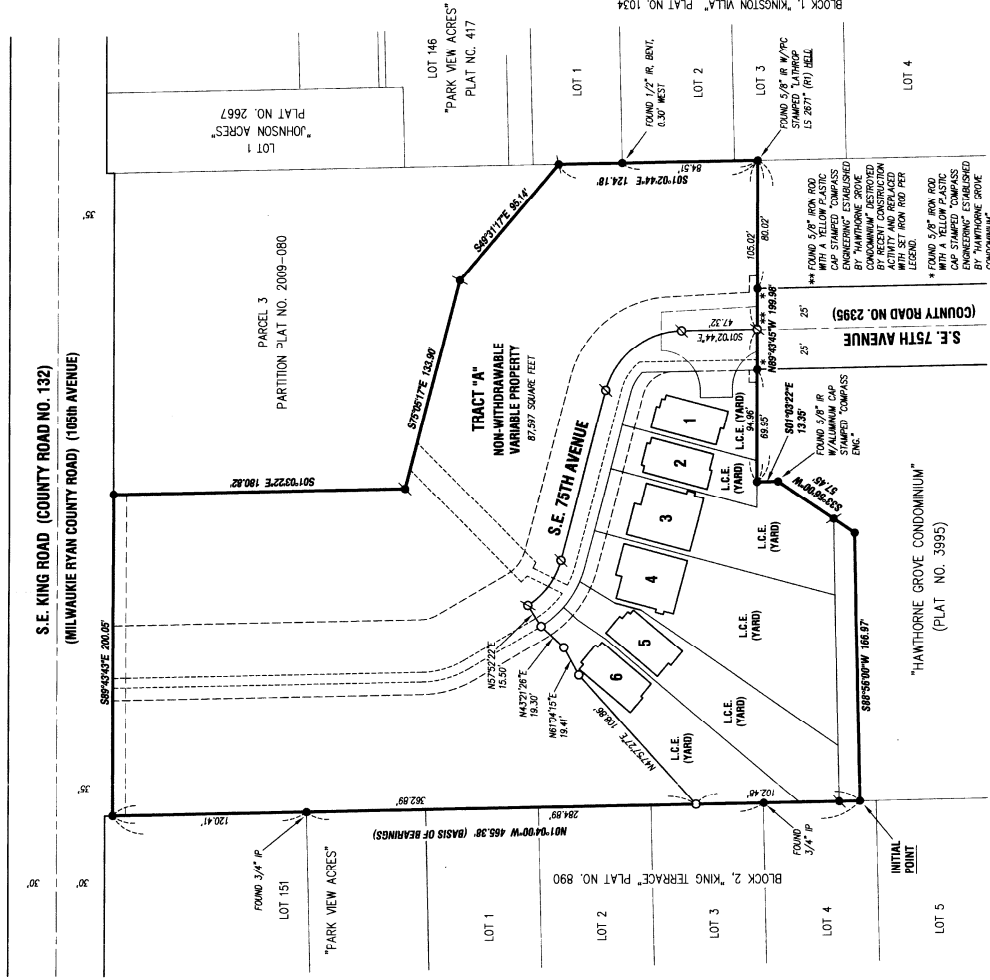 BLOCK 1, "KINGSTON VILLA" PLAT NO. 1034
S.E. KING ROAD (COUNTY ROAD NO. 132)
(MILWAUKIE RYAN COUNTY ROAD) (106th AVENUE)
30'
30'
35'
35'
LOT 1
"JOHNSON ACRES"
PLAT NO. 2667
LOT 146
"PARK VIEW ACRES"
PLAT NC. 417
LOT 1
FOUND 1/2" IR, BENT,
0.30' WEST
LOT 2
LOT 3
FOUND 5/8" IR W/YPC
STAMPED "LATHROP
LS 2671" (R1) HELD
LOT 4
PARCEL 3
PARTITION PLAT NO. 2009-080
S89°43'43"E 200.05'
S01°03'22"E 180.82'
S75°05'17"E 133.90'
S49°31'17"E 95.14'
S01°02'44"E 124.18'
84.51'
TRACT "A"
NON-WITHDRAWABLE
VARIABLE PROPERTY
87,597 SQUARE FEET
S.E. 75TH AVENUE
S01°02'44"E
47.32'
105.02'
80.02'
N89°43'45"W 199.98'
94.96'
69.95'
**
*
*
25'
25'
S.E. 75TH AVENUE
(COUNTY ROAD NO. 2395)
** FOUND 5/8" IRON ROD
WITH A YELLOW PLASTIC
CAP STAMPED "COMPASS
ENGINEERING" ESTABLISHED
BY "HAWTHORNE GROVE
CONDOMINIUM" DESTROYED
BY RECENT CONSTRUCTION
ACTIVITY AND REPLACED
WITH SET IRON ROD PER
LEGEND.
* FOUND 5/8" IRON ROD
WITH A YELLOW PLASTIC
CAP STAMPED "COMPASS
ENGINEERING" ESTABLISHED
BY "HAWTHORNE GROVE
CONDOMINIUM"
S01°03'22"E
13.35'
FOUND 5/8" IR
W/ALUMINUM CAP
STAMPED "COMPASS
ENG."
S33°56'00"W
57.45'
1
2
3
4
5
6
L.C.E. (YARD)
L.C.E.
(YARD)
L.C.E.
(YARD)
L.C.E.
(YARD)
L.C.E.
(YARD)
L.C.E.
(YARD)
N57°52'22"E
15.50'
N43°21'26"E
19.30'
N61°04'15"E
19.41'
N47°57'27"E
108.86'
120.41'
362.89'
284.89'
102.48'
N01°04'00"W 465.38' (BASIS OF BEARINGS)
S88°56'00"W 166.97'
"HAWTHORNE GROVE CONDOMINIUM"
(PLAT NO. 3995)
FOUND 3/4" IP
FOUND
3/4" IP
INITIAL
POINT
LOT 151
"PARK VIEW ACRES"
BLOCK 2, "KING TERRACE" PLAT NO. 890
LOT 1
LOT 2
LOT 3
LOT 4
LOT 5